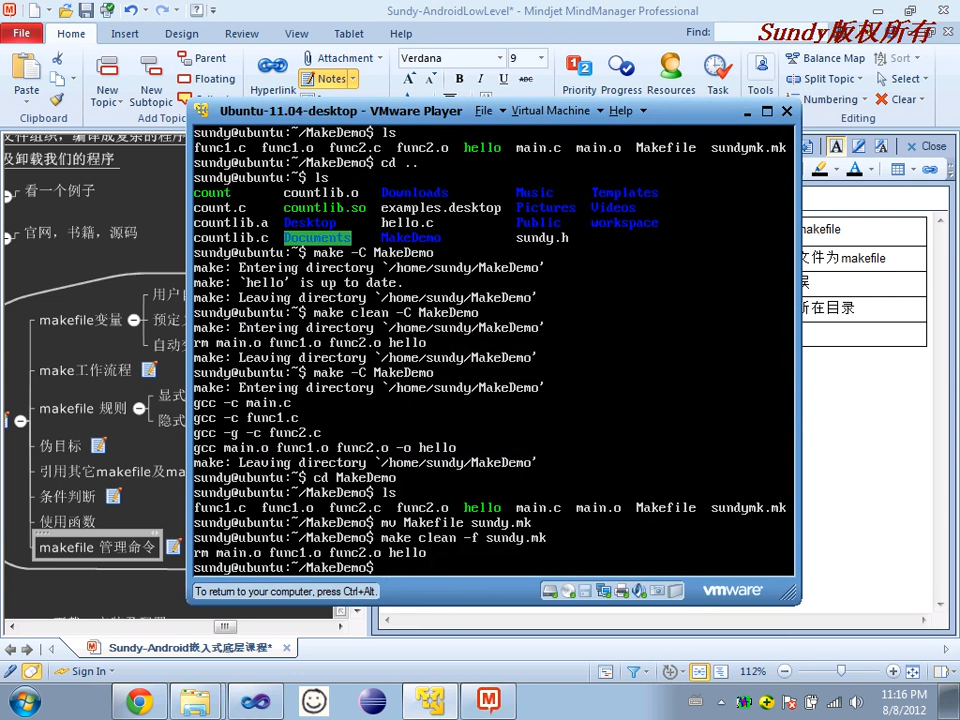 Sundy-AndroidLowLevel* - Mindjet MindManager Professional
Sundy版权所有
File
Home
Insert
Design
Review
View
Tablet
Help
Find:
Paste
Clipboard
New Topic
New Subtopic
Parent
Floating
Add Top
Hyperlink
Attachment
Notes
Verdana
9
B
I
U
ABC
Priority
Progress
Resources
Task
Tools
Balance Map
Split Topic
Numbering
Sort
Select
Clear
Editing
Ubuntu-11.04-desktop - VMware Player
File
Virtual Machine
Help
Close
sundy@ubuntu:~/MakeDemo$ ls
func1.c func1.o func2.c func2.o hello main.c main.o Makefile sundymk.mk
sundy@ubuntu:~/MakeDemo$ cd ..
sundy@ubuntu:~$ ls
count countlib.o Downloads Music Templates
count.c countlib.so examples.desktop Pictures Videos
countlib.a Desktop hello.c Public workspace
countlib.c Documents MakeDemo sundy.h
sundy@ubuntu:~$ make -C MakeDemo
make: Entering directory `/home/sundy/MakeDemo'
make: `hello' is up to date.
make: Leaving directory `/home/sundy/MakeDemo'
sundy@ubuntu:~$ make clean -C MakeDemo
make: Entering directory `/home/sundy/MakeDemo'
rm main.o func1.o func2.o hello
make: Leaving directory `/home/sundy/MakeDemo'
sundy@ubuntu:~$ make -C MakeDemo
make: Entering directory `/home/sundy/MakeDemo'
gcc -c main.c
gcc -c func1.c
gcc -g -c func2.c
gcc main.o func1.o func2.o -o hello
make: Leaving directory `/home/sundy/MakeDemo'
sundy@ubuntu:~$ cd MakeDemo
sundy@ubuntu:~/MakeDemo$ ls
func1.c func1.o func2.c func2.o hello main.c main.o Makefile sundymk.mk
sundy@ubuntu:~/MakeDemo$ mv Makefile sundy.mk
sundy@ubuntu:~/MakeDemo$ make clean -f sundy.mk
rm main.o func1.o func2.o hello
sundy@ubuntu:~/MakeDemo$
To return to your computer, press Ctrl+Alt.
vmware
文件组织，编译成复杂的程序
及卸载我们的程序
看一个例子
官网，书籍，源码
用户
makefile变量
预定
自动
make工作流程
显式
makefile 规则
隐式
伪目标
引用其它makefile及ma
条件判断
使用函数
makefile 管理命令
makefile
文件为makefile
误
所在目录
Sundy-Android嵌入式底层课程*
Sign In
112%
11:16 PM
8/8/2012